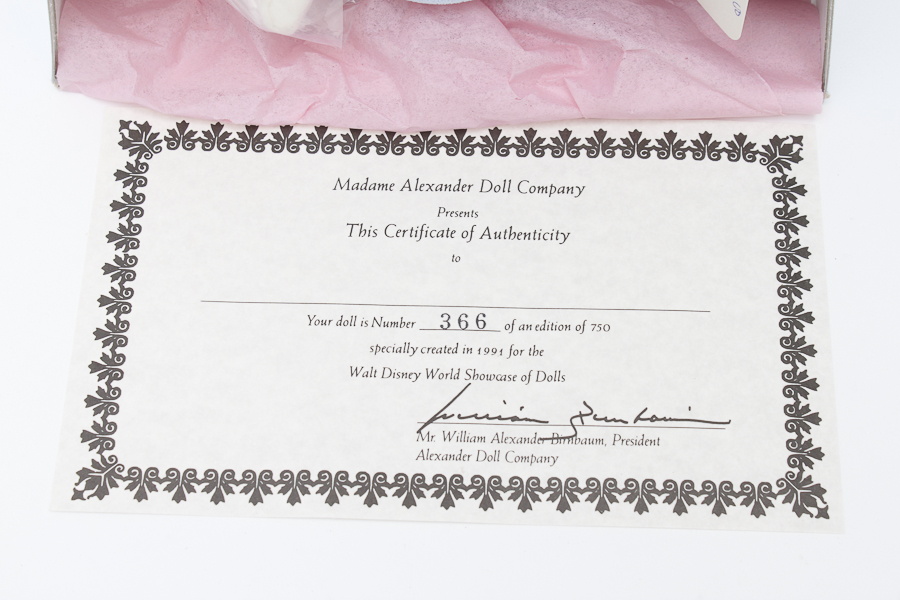 Madame Alexander Doll Company
Presents
This Certificate of Authenticity
to
Your doll is Number 366 of an edition of 750
specially created in 1991 for the
Walt Disney World Showcase of Dolls
Mr. William Alexander Birnbaum, President
Alexander Doll Company